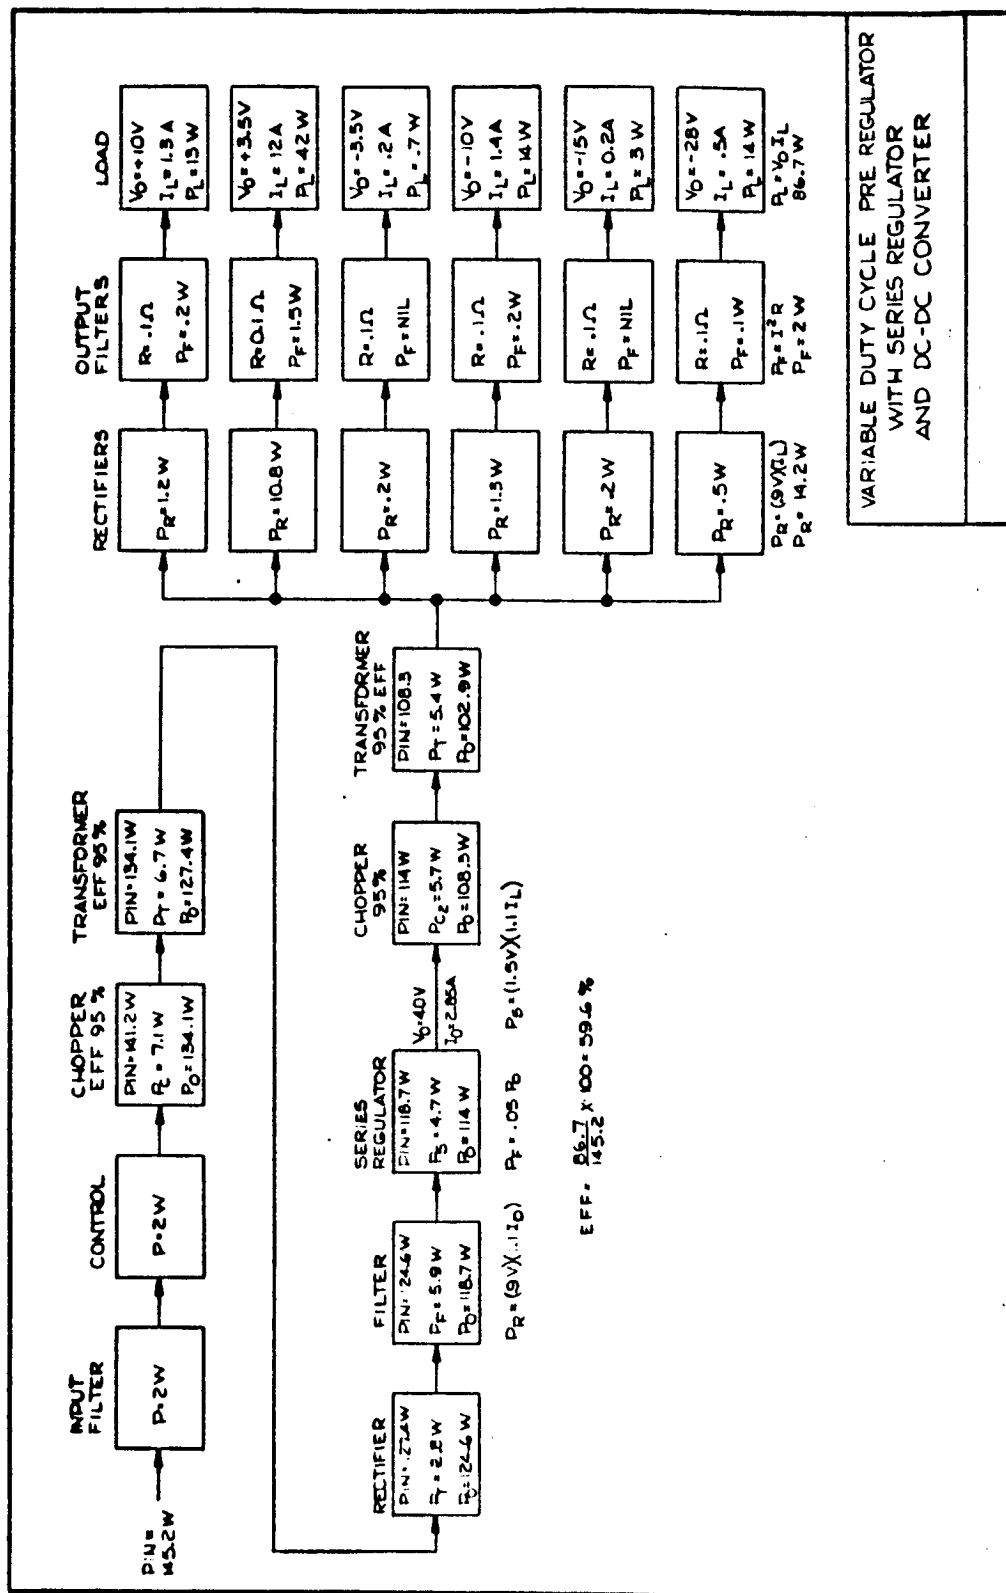 PIN=
145.2W
INPUT
FILTER
P=2W
CONTROL
P=2W
CHOPPER
EFF 95%
PIN=141.2W
PC=7.1W
PO=134.1W
TRANSFORMER
EFF 95%
PIN=134.1W
PT=6.7W
PO=127.4W
RECTIFIER
PIN=127.4W
PT=2.8W
PO=124.6W
FILTER
PIN=124.6W
PF=5.9W
PO=118.7W
SERIES
REGULATOR
PIN=118.7W
PS=4.7W
PO=114W
VO=40V
IO=2.85A
CHOPPER
95%
PIN=114W
PC2=5.7W
PO=108.3W
TRANSFORMER
95% EFF
PIN=108.3
PT=5.4W
PO=102.9W
PR=(.9V)(1.1IO)
PF=.05 PO
PS=(1.5V)(1.1IL)
EFF= 86.7/145.2 X 100=59.6%
RECTIFIERS
PR=1.2W
PR=10.8W
PR=.2W
PR=1.3W
PR=.2W
PR=.5W
PR=(.9V)(IL)
PR=14.2W
OUTPUT
FILTERS
R=.1Ω
PF=.2W
R=0.1Ω
PF=1.5W
R=.1Ω
PF=NIL
R=.1Ω
PF=.2W
R=.1Ω
PF=NIL
R=.1Ω
PF=.1W
PF=I²R
PF=2W
LOAD
VO=+10V
IL=1.3A
PL=13W
VO=+3.5V
IL=12A
PL=42W
VO=-3.5V
IL=.20A
PL=.7W
VO=-10V
IL=1.4A
PL=14W
VO=-15V
IL=0.2A
PL=3W
VO=-28V
IL=.5A
PL=14W
PL=VO IL
86.7W
VARIABLE DUTY CYCLE PRE REGULATOR
WITH SERIES REGULATOR
AND DC-DC CONVERTER